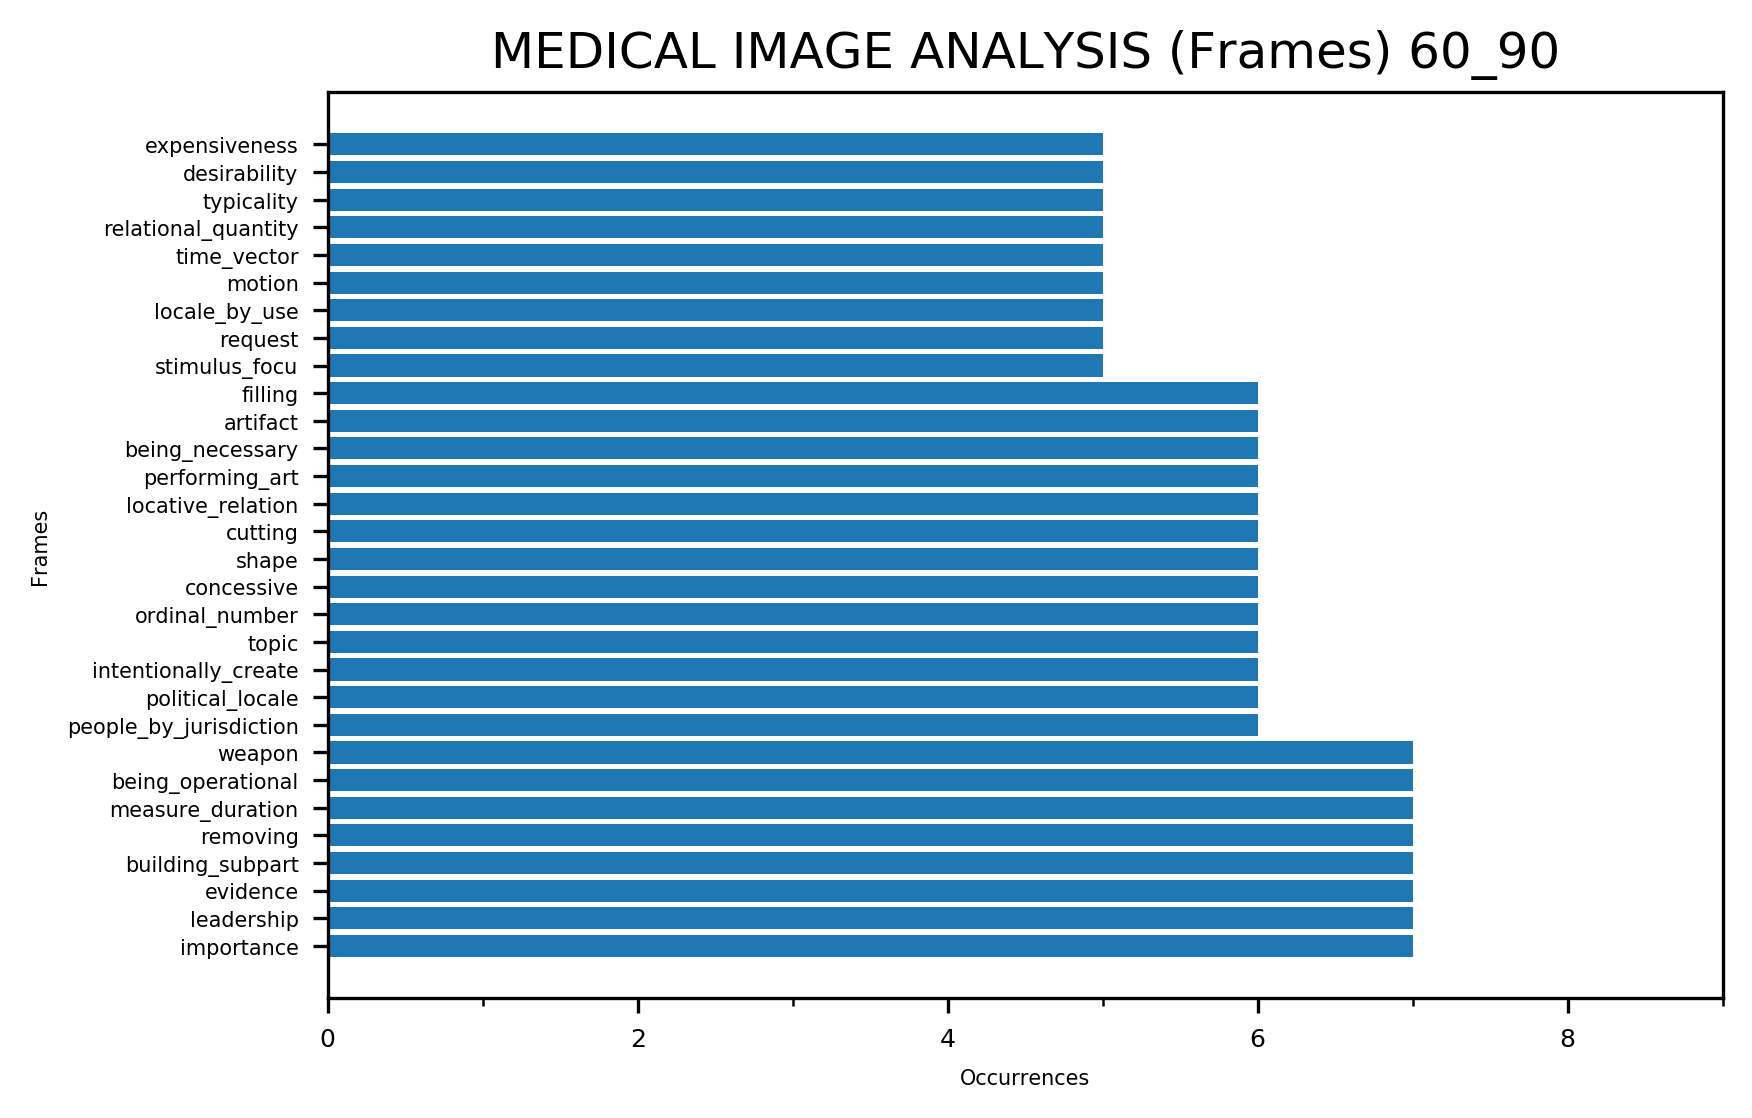 MEDICAL IMAGE ANALYSIS (Frames) 60_90
expensiveness
desirability
typicality
relational_quantity
time_vector
motion
locale_by_use
request
stimulus_focu
filling
artifact
being_necessary
performing_art
locative_relation
cutting
shape
concessive
ordinal_number
topic
intentionally_create
political_locale
people_by_jurisdiction
weapon
being_operational
measure_duration
removing
building_subpart
evidence
leadership
importance
Frames
0 2 4 6 8
Occurrences